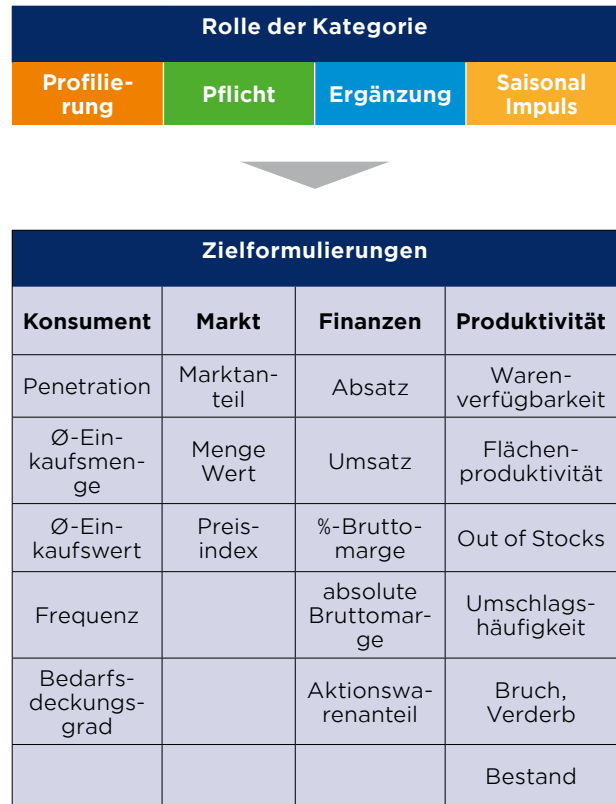 Rolle der Kategorie
Profilie-
rung
Pflicht
Ergänzung
Saisonal
Impuls
Zielformulierungen
Konsument
Markt
Finanzen
Produktivität
Penetration
Marktan-
teil
Absatz
Waren-
verfügbarkeit
Ø-Ein-
kaufsmen-
ge
Menge
Wert
Umsatz
Flächen-
produktivität
Ø-Ein-
kaufswert
Preis-
index
%-Brutto-
marge
Out of Stocks
Frequenz
absolute
Bruttomar-
ge
Umschlags-
häufigkeit
Bedarfs-
deckungs-
grad
Aktionswa-
renanteil
Bruch,
Verderb
Bestand